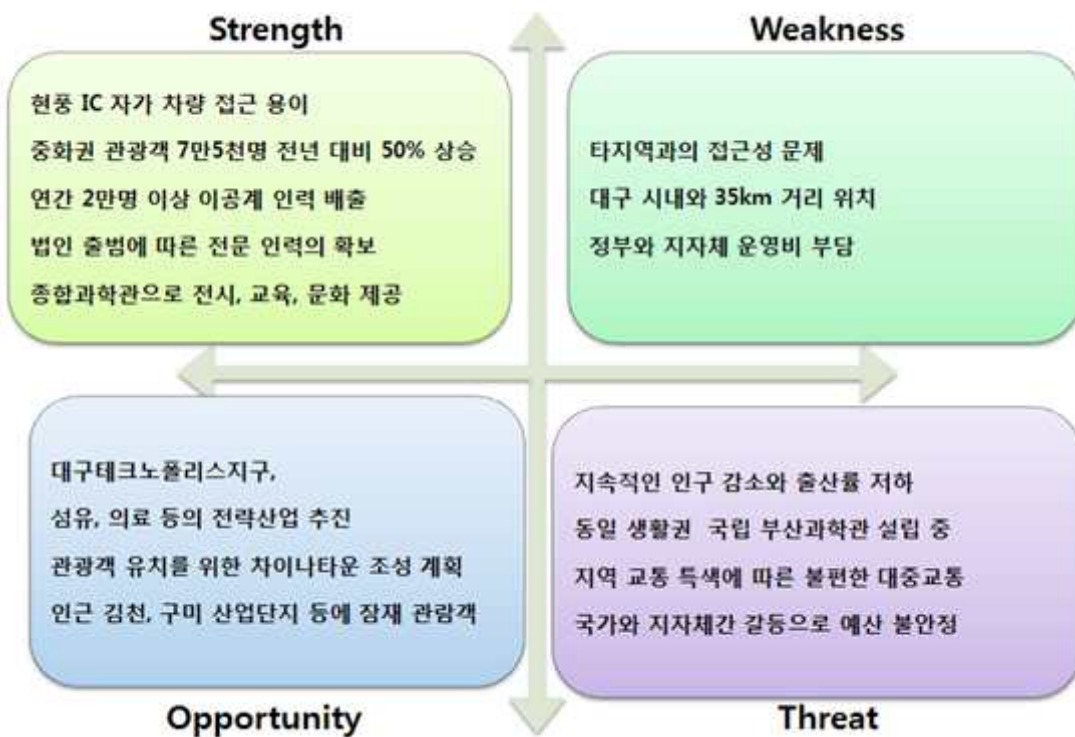 Strength
현풍 IC 자가 차량 접근 용이
중화권 관광객 7만5천명 전년 대비 50% 상승
연간 2만명 이상 이공계 인력 배출
법인 출범에 따른 전문 인력의 확보
종합과학관으로 전시, 교육, 문화 제공
Weakness
타지역과의 접근성 문제
대구 시내와 35km 거리 위치
정부와 지자체 운영비 부담
대구테크노폴리스지구,
섬유, 의료 등의 전략산업 추진
관광객 유치를 위한 차이나타운 조성 계획
인근 김천, 구미 산업단지 등에 잠재 관람객
Opportunity
지속적인 인구 감소와 출산률 저하
동일 생활권 국립 부산과학관 설립 중
지역 교통 특색에 따른 불편한 대중교통
국가와 지자체간 갈등으로 예산 불안정
Threat